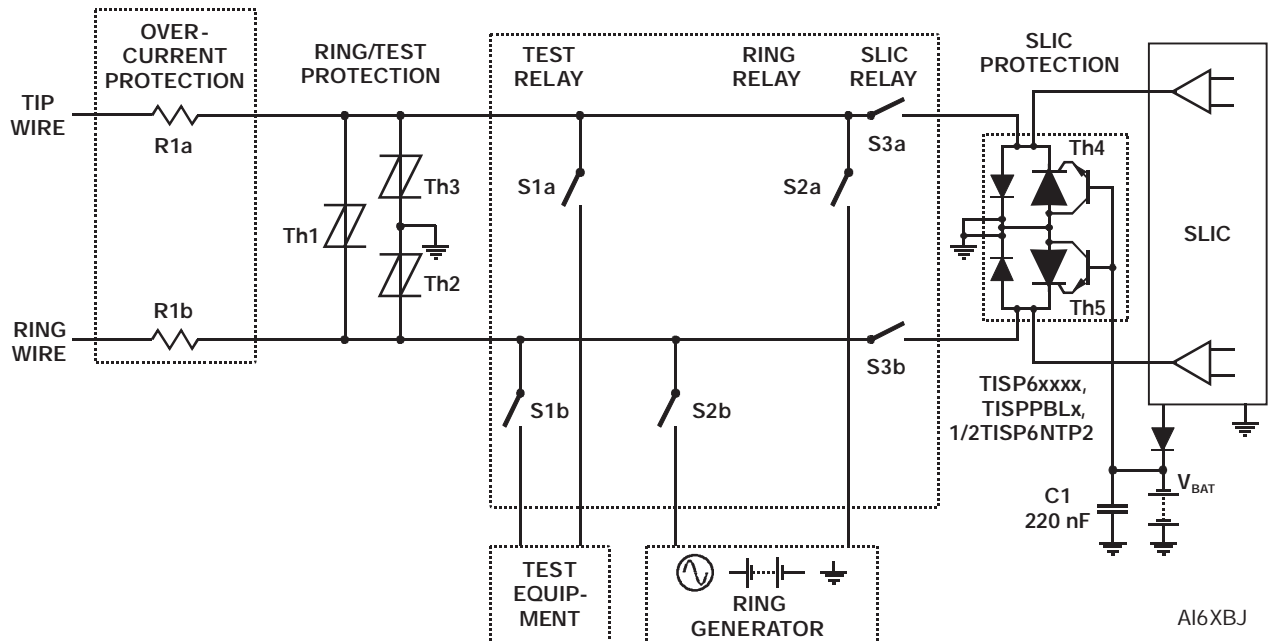 OVER-
CURRENT
PROTECTION
RING/TEST
PROTECTION
TEST
RELAY
RING
RELAY
SLIC
RELAY
SLIC
PROTECTION
TIP
WIRE
R1a
S3a
Th4
Th3
S1a
S2a
Th1
SLIC
Th2
Th5
R1b
RING
WIRE
S3b
S1b
S2b
TISP6xxxx,
TISPPBLx,
1/2TISP6NTP2
C1
220 nF
VBAT
TEST
EQUIP-
MENT
RING
GENERATOR
AI6XBJ